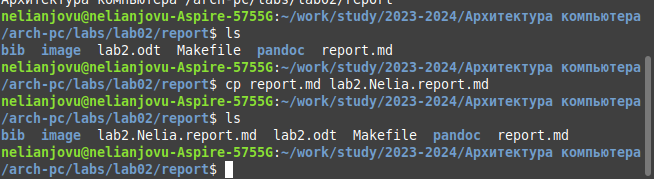 Архитектура компьютера /arch-pc/labs/lab02/report
nelianjovu@nelianjovu-Aspire-5755G:~/work/study/2023-2024/Архитектура компьютера
/arch-pc/labs/lab02/report$ ls
bib image lab2.odt Makefile pandoc report.md
nelianjovu@nelianjovu-Aspire-5755G:~/work/study/2023-2024/Архитектура компьютера
/arch-pc/labs/lab02/report$ cp report.md lab2.Nelia.report.md
nelianjovu@nelianjovu-Aspire-5755G:~/work/study/2023-2024/Архитектура компьютера
/arch-pc/labs/lab02/report$ ls
bib image lab2.Nelia.report.md lab2.odt Makefile pandoc report.md
nelianjovu@nelianjovu-Aspire-5755G:~/work/study/2023-2024/Архитектура компьютера
/arch-pc/labs/lab02/report$